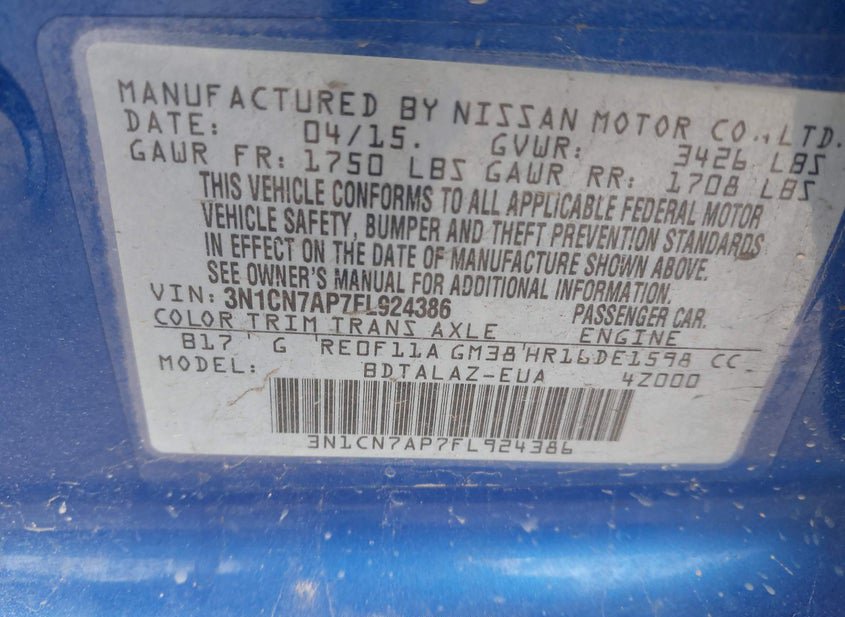 MANUFACTURED BY NISSAN MOTOR CO.,LTD.
DATE: 04/15. GVWR: 3426 LBS
GAWR FR: 1750 LBS GAWR RR: 1708 LBS
THIS VEHICLE CONFORMS TO ALL APPLICABLE FEDERAL MOTOR
VEHICLE SAFETY, BUMPER AND THEFT PREVENTION STANDARDS
IN EFFECT ON THE DATE OF MANUFACTURE SHOWN ABOVE.
SEE OWNER'S MANUAL FOR ADDITIONAL INFORMATION.
VIN: 3N1CN7AP7FL924386 PASSENGER CAR.
COLOR TRIM TRANS AXLE ENGINE
B17 G RE0F11A GM38 HR16DE1598 CC
MODEL: BDTALAZ-EUA 4Z000
3N1CN7AP7FL924386